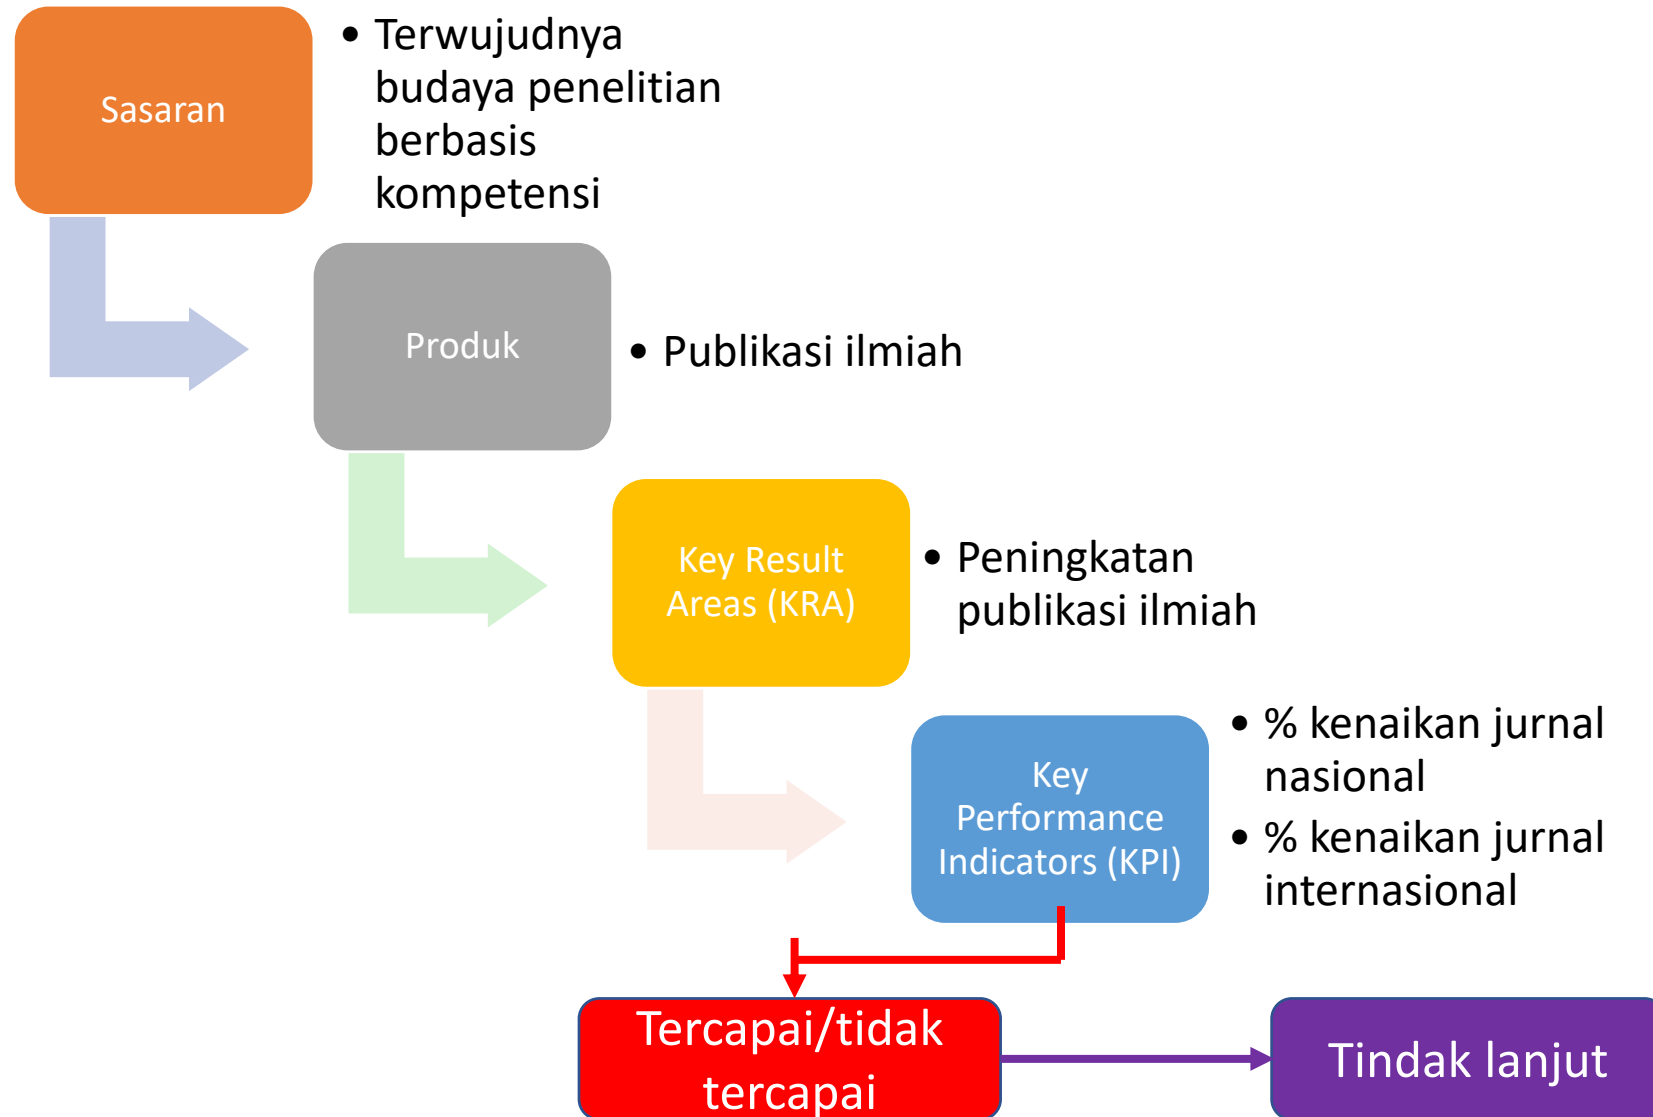 Sasaran
• Terwujudnya
budaya penelitian
berbasis
kompetensi
Produk
• Publikasi ilmiah
Key Result
Areas (KRA)
• Peningkatan
publikasi ilmiah
Key
Performance
Indicators (KPI)
• % kenaikan jurnal
nasional
• % kenaikan jurnal
internasional
Tercapai/tidak
tercapai
Tindak lanjut